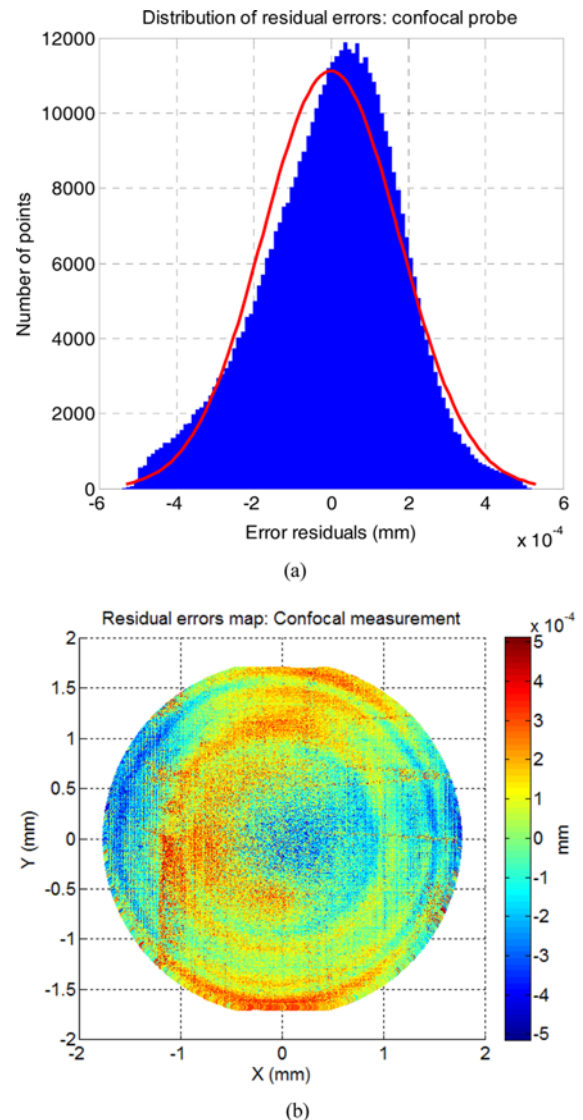 Distribution of residual errors: confocal probe
12000
10000
8000
6000
4000
2000
0
Number of points
-6 -4 -2 0 2 4 6
Error residuals (mm)
x 10^-4
(a)
Residual errors map: Confocal measurement
x 10^-4
2
1.5
1
0.5
0
-0.5
-1
-1.5
-2
Y (mm)
-2 -1 0 1 2
X (mm)
5
4
3
2
1
0
-1
-2
-3
-4
-5
mm
(b)